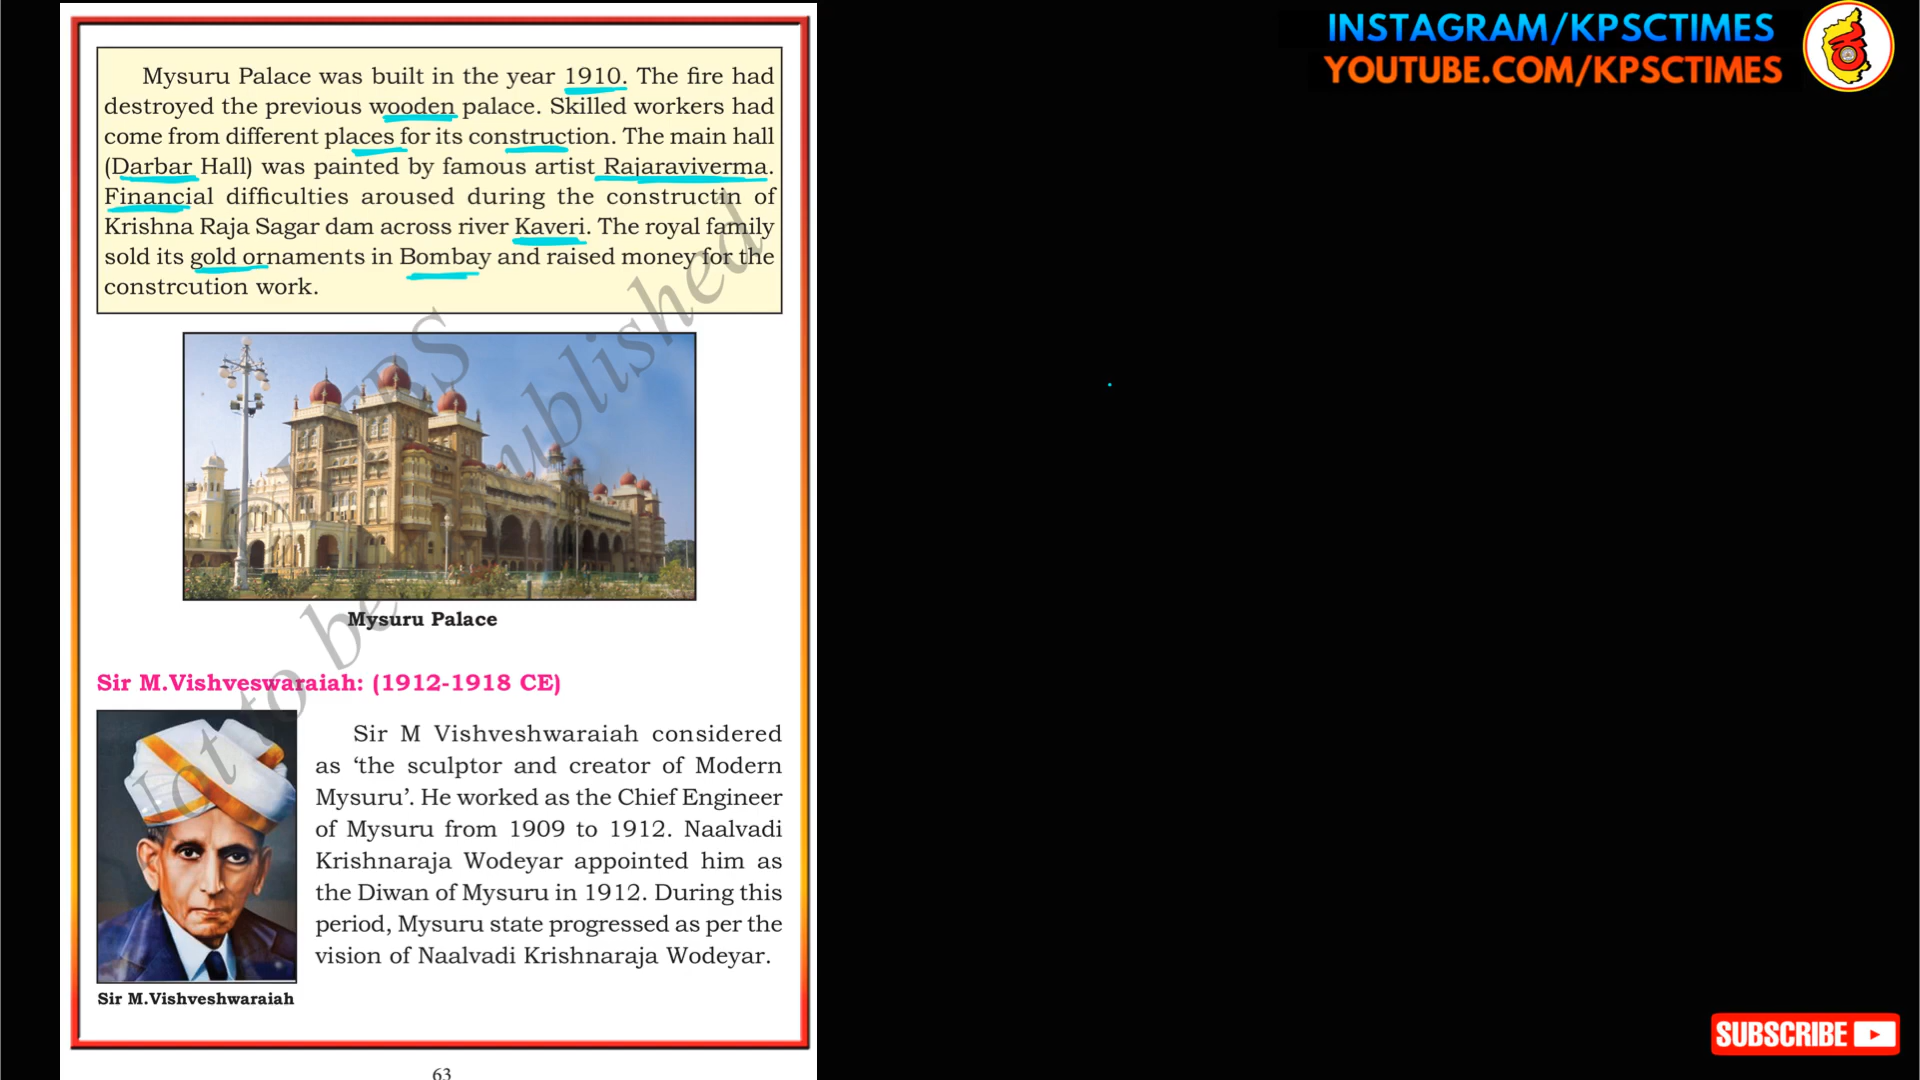 Mysuru Palace was built in the year 1910. The fire had
destroyed the previous wooden palace. Skilled workers had
come from different places for its construction. The main hall
(Darbar Hall) was painted by famous artist Rajaraviverma.
Financial difficulties aroused during the constructin of
Krishna Raja Sagar dam across river Kaveri. The royal family
sold its gold ornaments in Bombay and raised money for the
constrcution work.
Mysuru Palace
Sir M.Vishveswaraiah: (1912-1918 CE)
Sir M Vishveshwaraiah considered
as ‘the sculptor and creator of Modern
Mysuru’. He worked as the Chief Engineer
of Mysuru from 1909 to 1912. Naalvadi
Krishnaraja Wodeyar appointed him as
the Diwan of Mysuru in 1912. During this
period, Mysuru state progressed as per the
vision of Naalvadi Krishnaraja Wodeyar.
Sir M.Vishveshwaraiah
63
INSTAGRAM/KPSCTIMES
YOUTUBE.COM/KPSCTIMES
SUBSCRIBE